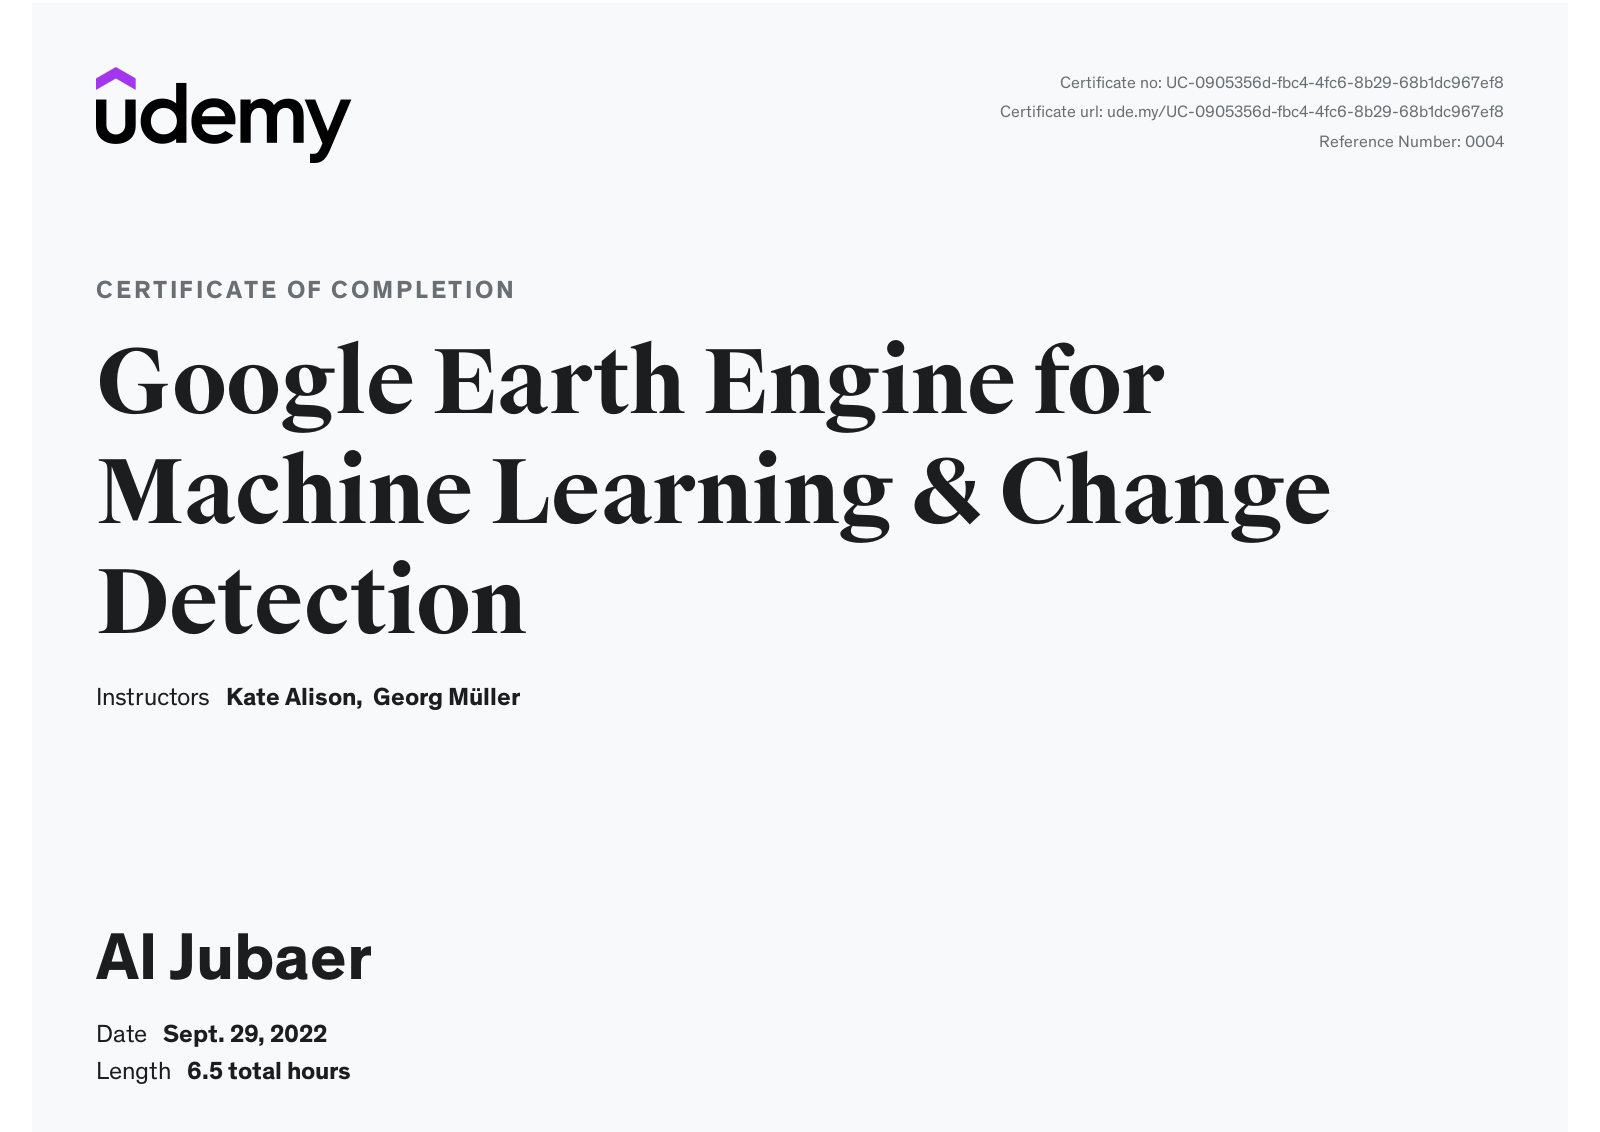 udemy
Certificate no: UC-0905356d-fbc4-4fc6-8b29-68b1dc967ef8
Certificate url: ude.my/UC-0905356d-fbc4-4fc6-8b29-68b1dc967ef8
Reference Number: 0004
CERTIFICATE OF COMPLETION
Google Earth Engine for
Machine Learning & Change
Detection
Instructors Kate Alison, Georg Müller
Al Jubaer
Date Sept. 29, 2022
Length 6.5 total hours